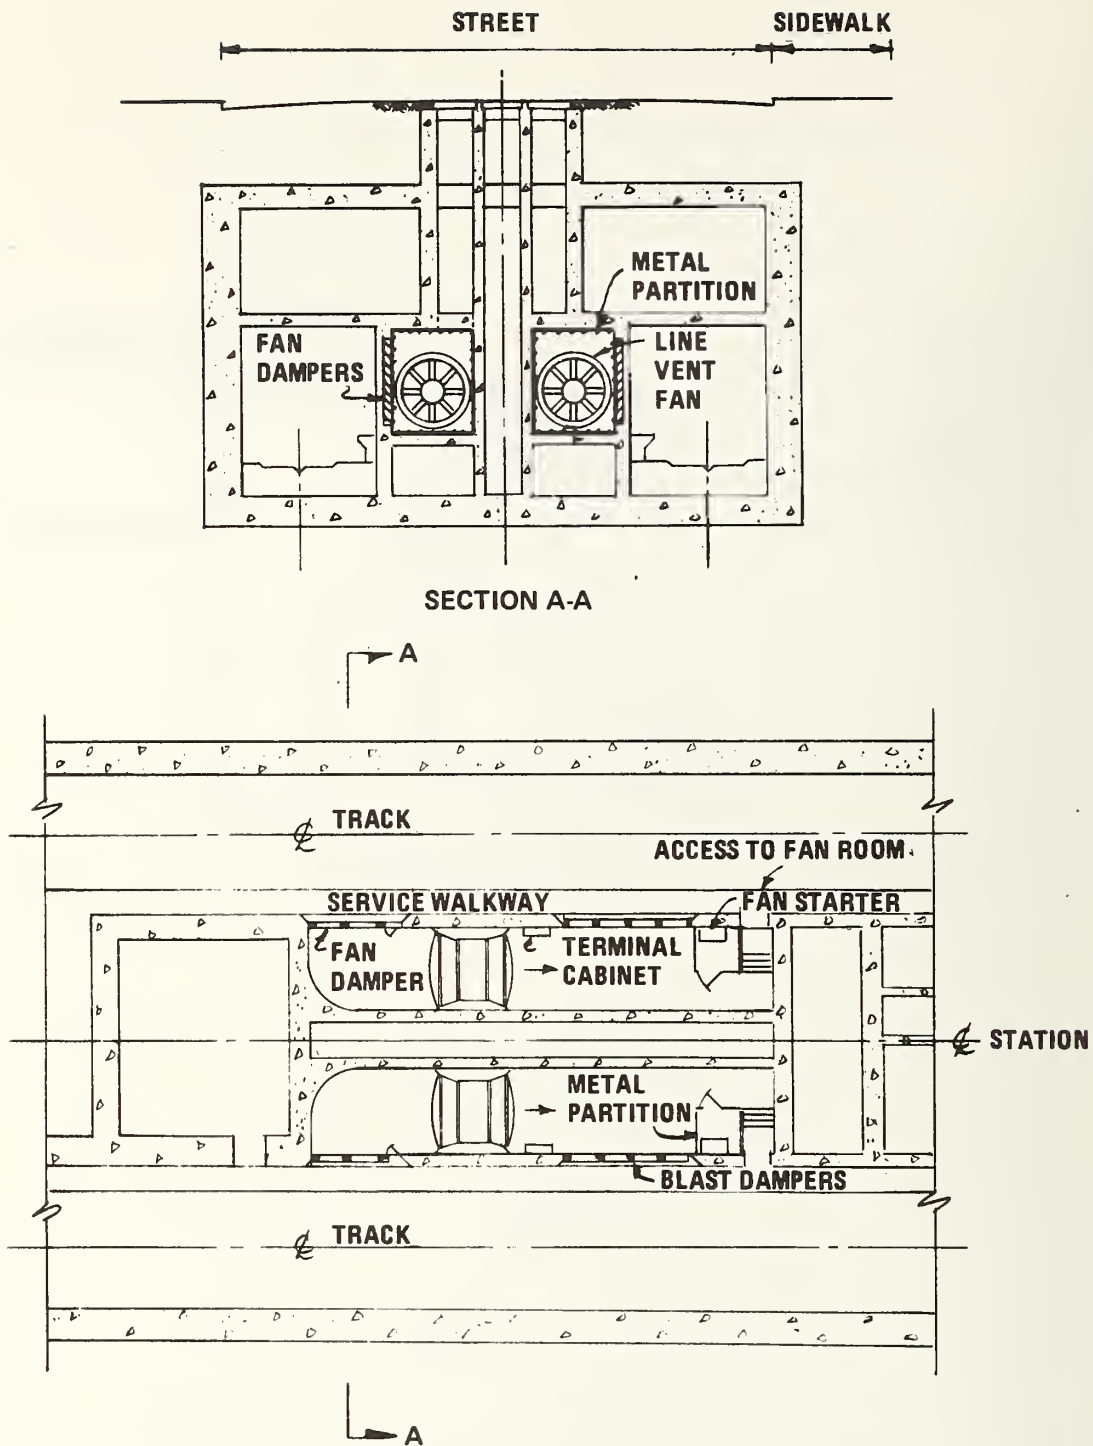 STREET
SIDEWALK
METAL
PARTITION
FAN
DAMPERS
LINE
VENT
FAN
SECTION A-A
A
℄ TRACK
ACCESS TO FAN ROOM
SERVICE WALKWAY
FAN STARTER
FAN
DAMPER
TERMINAL
CABINET
℄ STATION
METAL
PARTITION
BLAST DAMPERS
℄ TRACK
A